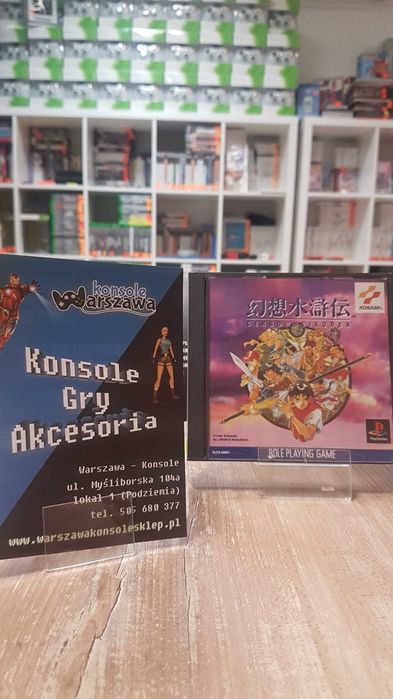 konsole
Warszawa
Konsole
Gry
Akcesoria
Warszawa - Konsole
ul. Myśliborska 104a
lokal 1 (Podziemia)
tel. 505 680 377
www.warszawakonsolesklep.pl
幻想水滸伝
GENSO SUIKODEN
KONAMI
PlayStation
ROLE PLAYING GAME